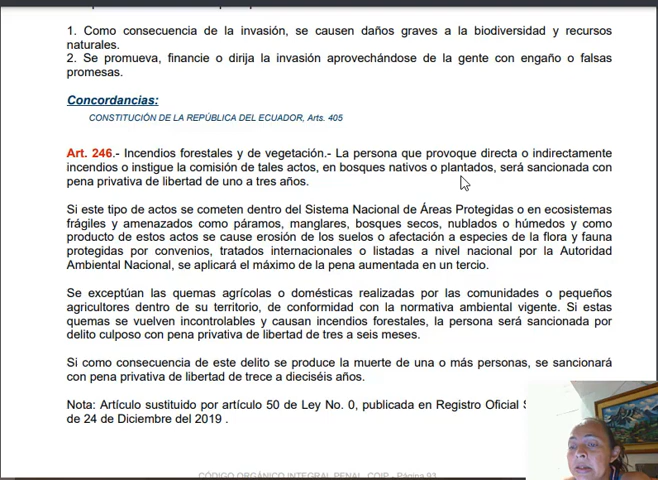 1. Como consecuencia de la invasión, se causen daños graves a la biodiversidad y recursos
naturales.
2. Se promueva, financie o dirija la invasión aprovechándose de la gente con engaño o falsas
promesas.
Concordancias:
CONSTITUCIÓN DE LA REPÚBLICA DEL ECUADOR, Arts. 405
Art. 246.- Incendios forestales y de vegetación.- La persona que provoque directa o indirectamente
incendios o instigue la comisión de tales actos, en bosques nativos o plantados, será sancionada con
pena privativa de libertad de uno a tres años.
Si este tipo de actos se cometen dentro del Sistema Nacional de Áreas Protegidas o en ecosistemas
frágiles y amenazados como páramos, manglares, bosques secos, nublados o húmedos y como
producto de estos actos se cause erosión de los suelos o afectación a especies de la flora y fauna
protegidas por convenios, tratados internacionales o listadas a nivel nacional por la Autoridad
Ambiental Nacional, se aplicará el máximo de la pena aumentada en un tercio.
Se exceptúan las quemas agrícolas o domésticas realizadas por las comunidades o pequeños
agricultores dentro de su territorio, de conformidad con la normativa ambiental vigente. Si estas
quemas se vuelven incontrolables y causan incendios forestales, la persona será sancionada por
delito culposo con pena privativa de libertad de tres a seis meses.
Si como consecuencia de este delito se produce la muerte de una o más personas, se sancionará
con pena privativa de libertad de trece a dieciséis años.
Nota: Artículo sustituido por artículo 50 de Ley No. 0, publicada en Registro Oficial
de 24 de Diciembre del 2019 .
CÓDIGO ORGÁNICO INTEGRAL PENAL, COIP - Página 93